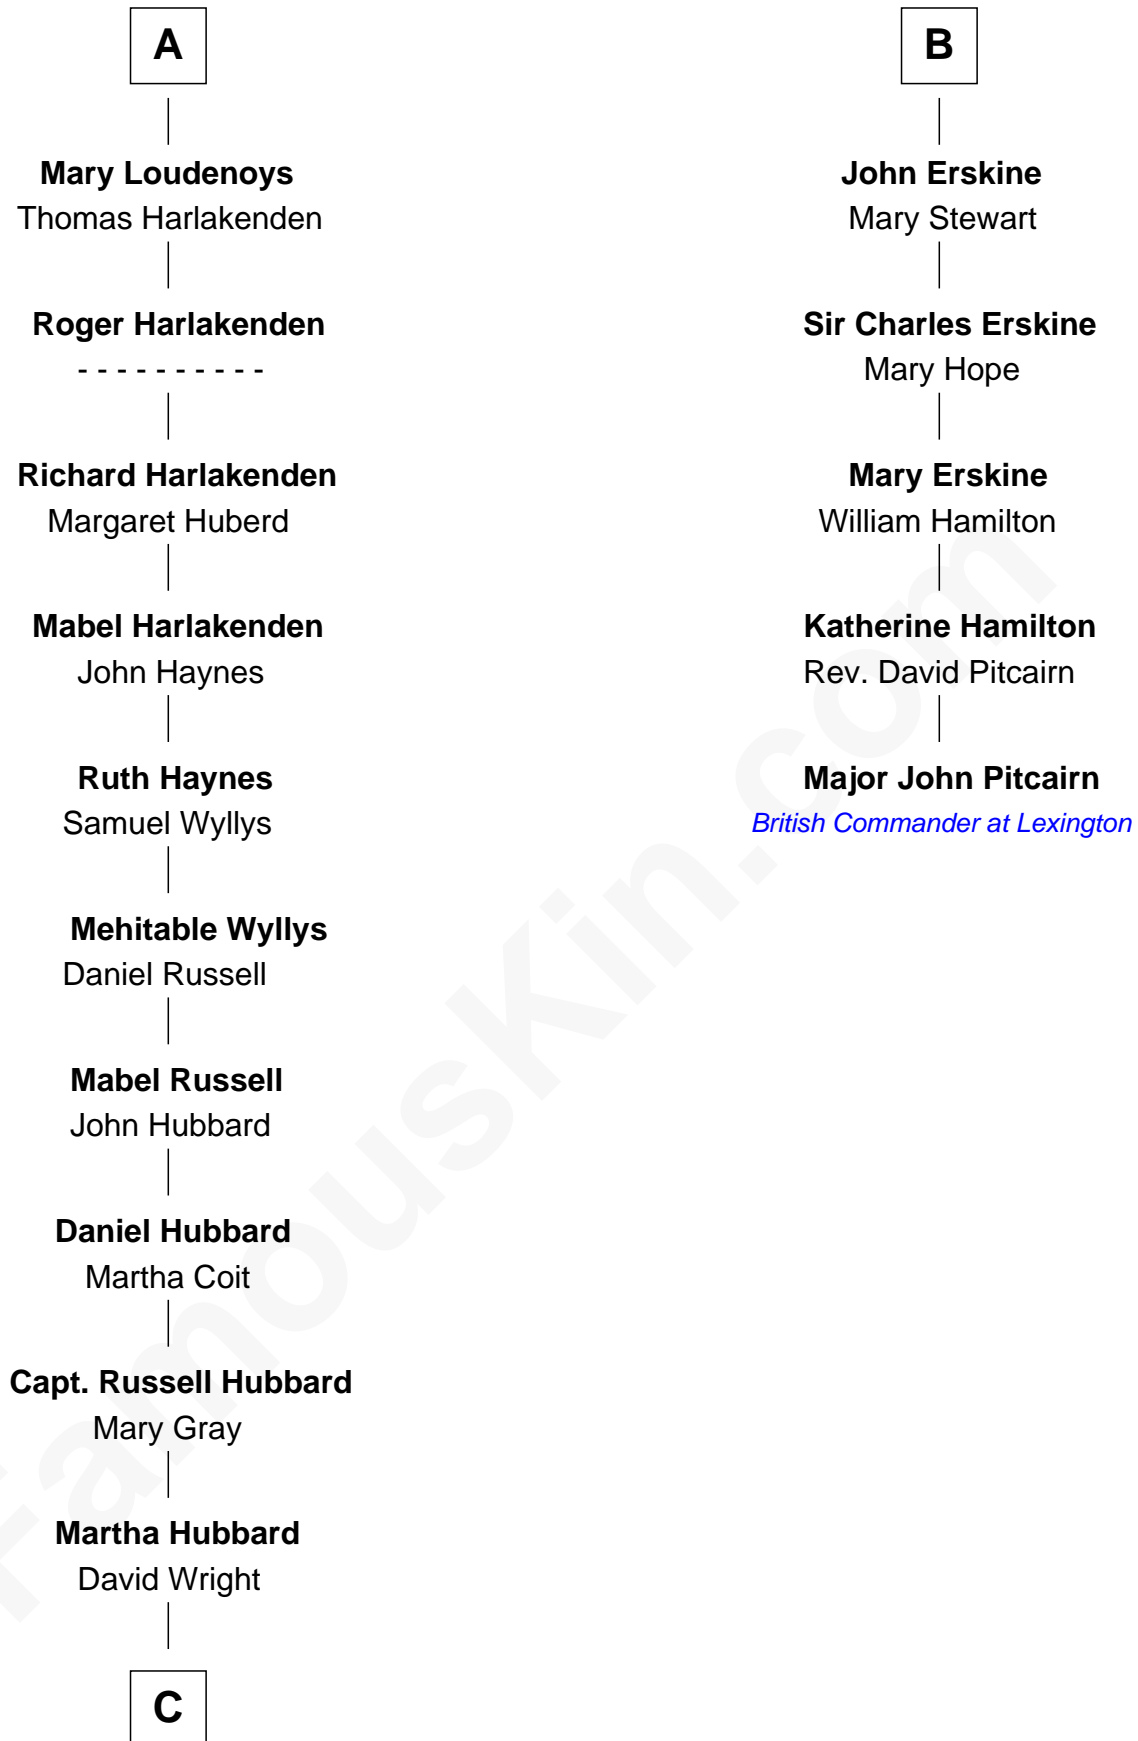 A
Mary Loudenoys
Thomas Harlakenden
Roger Harlakenden
- - - - - - - - - -
Richard Harlakenden
Margaret Huberd
Mabel Harlakenden
John Haynes
Ruth Haynes
Samuel Wyllys
Mehitable Wyllys
Daniel Russell
Mabel Russell
John Hubbard
Daniel Hubbard
Martha Coit
Capt. Russell Hubbard
Mary Gray
Martha Hubbard
David Wright
C
B
John Erskine
Mary Stewart
Sir Charles Erskine
Mary Hope
Mary Erskine
William Hamilton
Katherine Hamilton
Rev. David Pitcairn
Major John Pitcairn
British Commander at Lexington
FamousKin.com